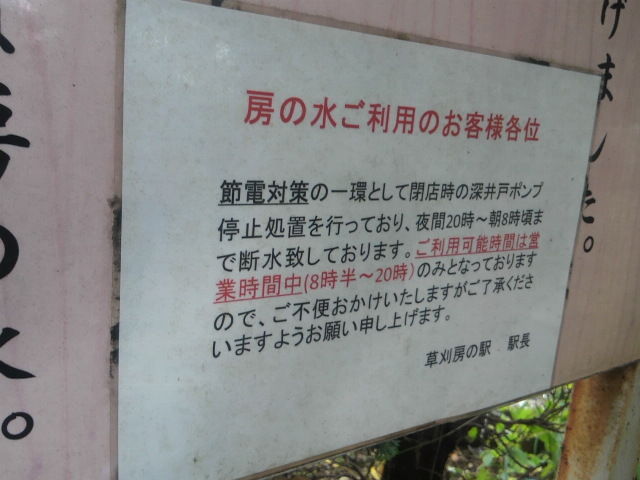 房の水ご利用のお客様各位
節電対策の一環として閉店時の深井戸ポンプ
停止処置を行っており、夜間20時～朝8時頃ま
で断水致しております。ご利用可能時間は営
業時間中(8時半～20時)のみとなっております
ので、ご不便おかけいたしますがご了承くださ
いますようお願い申し上げます。
草刈房の駅 駅長
げました。
の水。